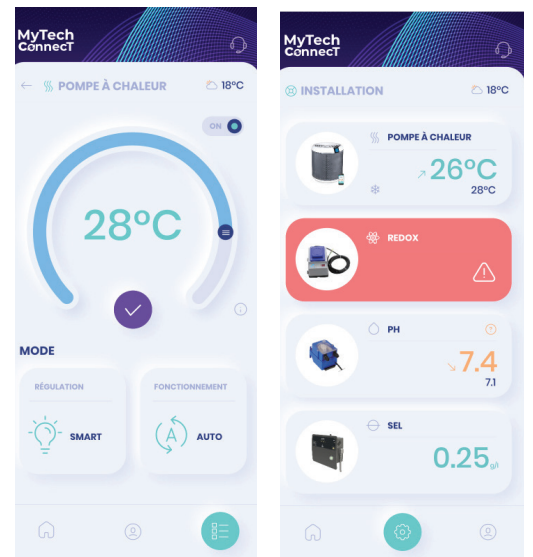 MyTech
ConnecT
POMPE À CHALEUR
18°C
ON
28°C
MODE
RÉGULATION
SMART
FONCTIONNEMENT
A
AUTO
MyTech
ConnecT
INSTALLATION
18°C
POMPE À CHALEUR
26°C
28°C
REDOX
PH
7.4
7.1
SEL
0.25 g/l